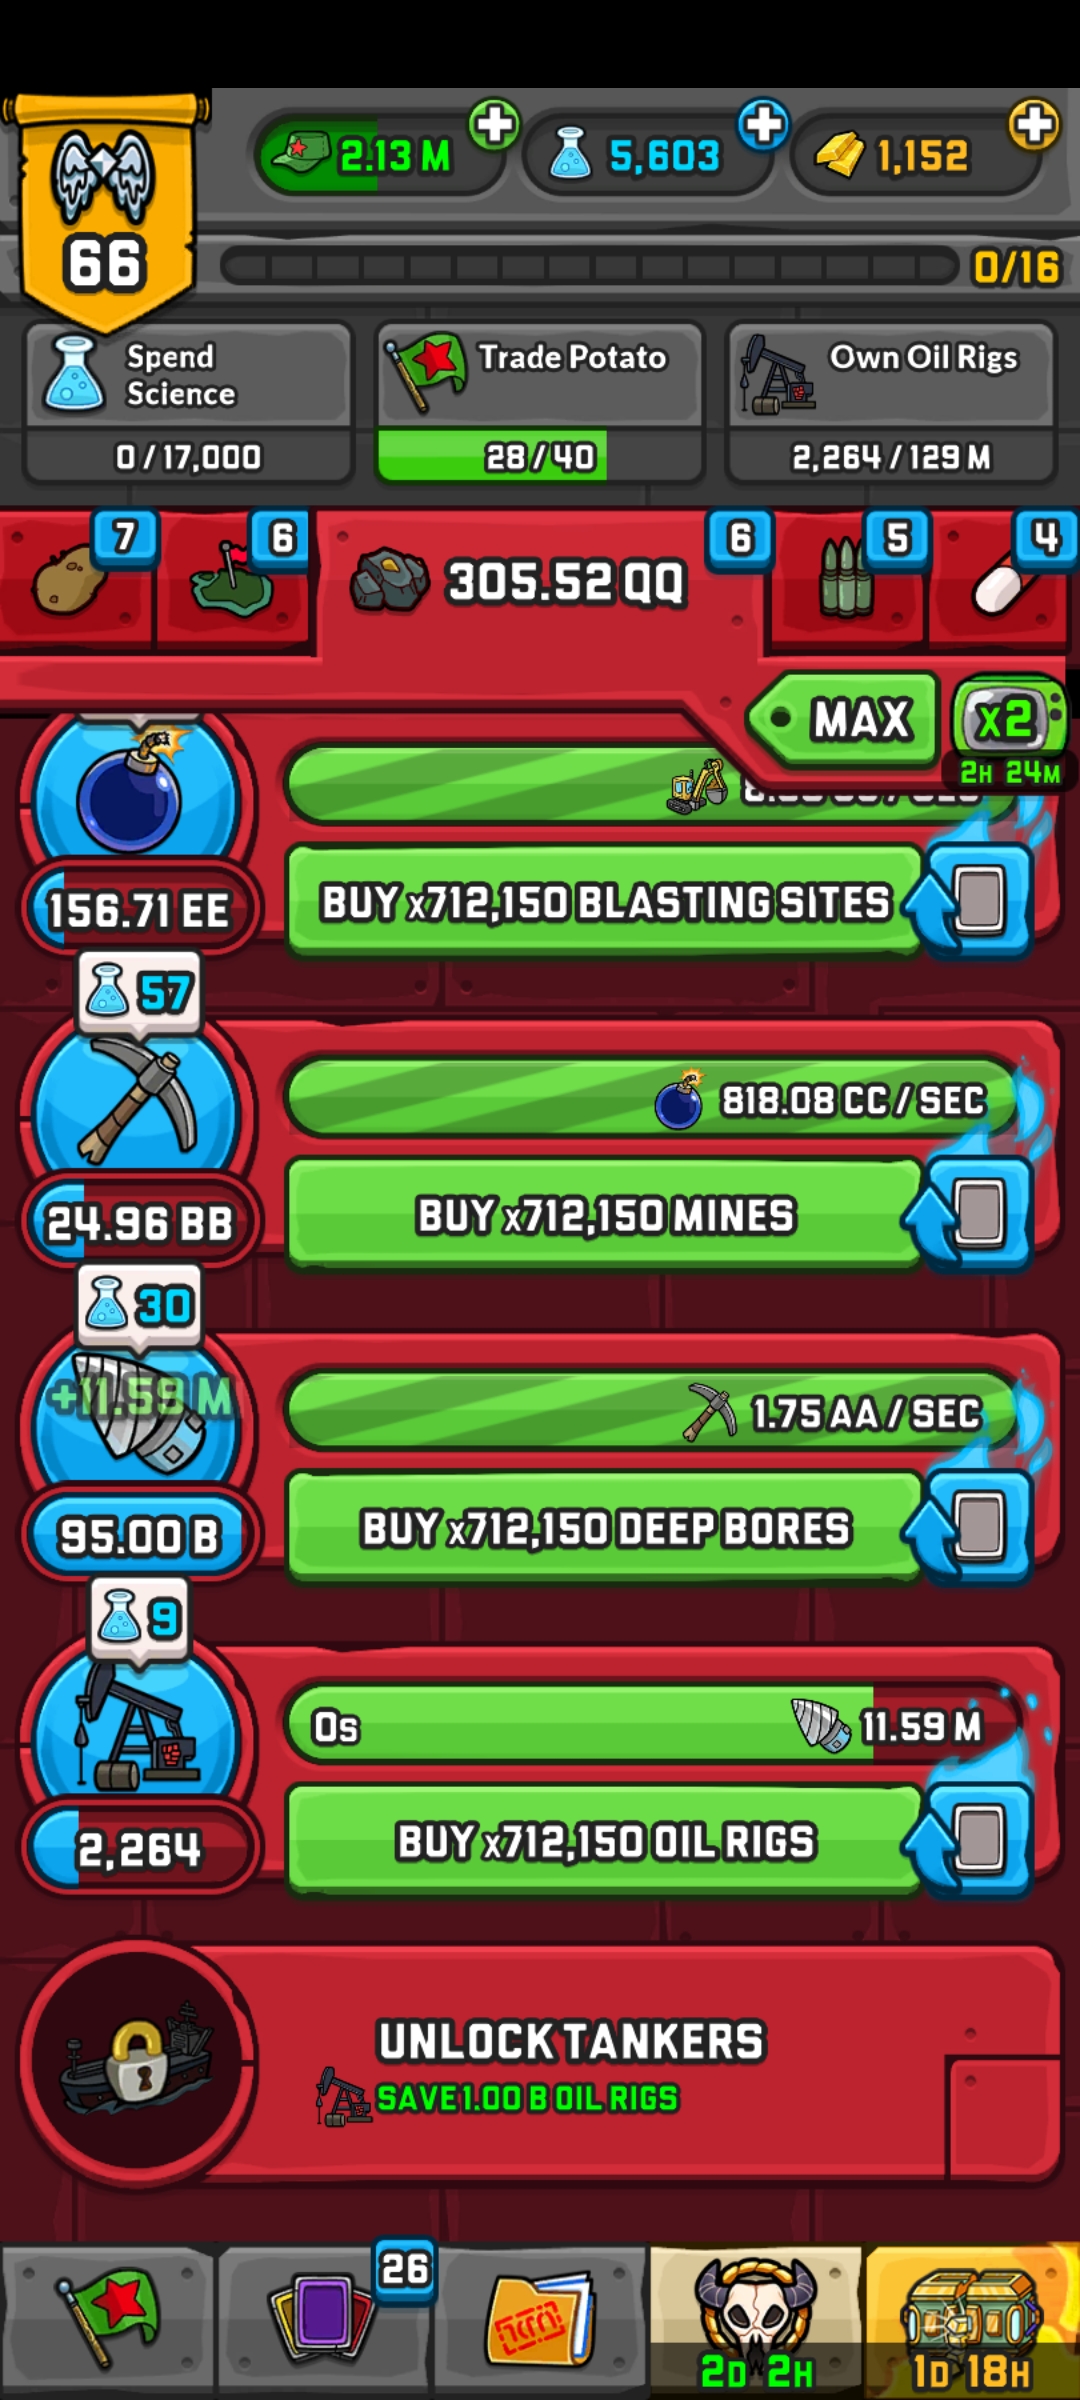 2.13 M
5,603
1,152
66
0/16
Spend
Science
0 / 17,000
Trade Potato
28 / 40
Own Oil Rigs
2,264 / 129 M
7
6
305.52 QQ
6
5
4
MAX
X2
2H 24M
156.71 EE
BUY x712,150 BLASTING SITES
57
818.08 CC / SEC
24.96 BB
BUY x712,150 MINES
30
+11.59 M
1.75 AA / SEC
95.00 B
BUY x712,150 DEEP BORES
9
0s
11.59 M
2,264
BUY x712,150 OIL RIGS
UNLOCK TANKERS
SAVE 1.00 B OIL RIGS
26
2D 2H
1D 18H